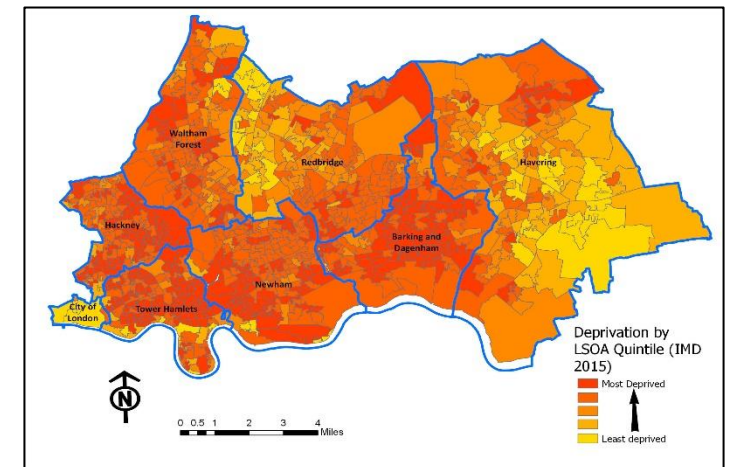 Waltham
Forest
Redbridge
Havering
Hackney
Barking and
Dagenham
Newham
City of
London
Tower Hamlets
Deprivation by
LSOA Quintile (IMD
2015)
Most Deprived
Least deprived
N
0 0.5 1 2 3 4
Miles